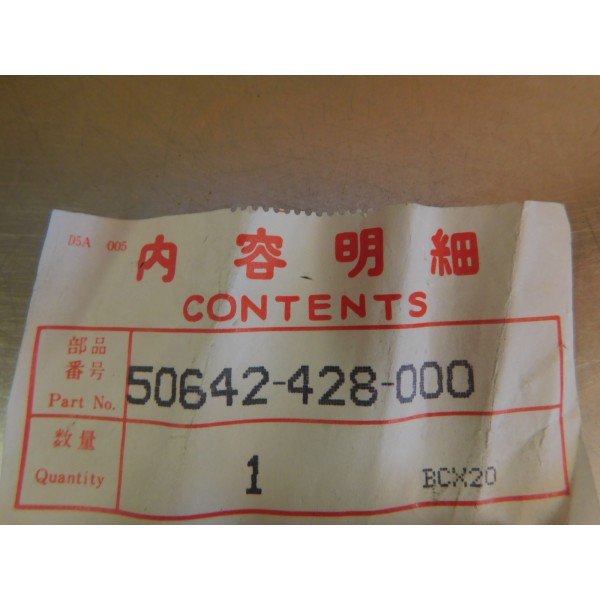 D5A 005
内容明細
CONTENTS
部品
番号
Part No.
50642-428-000
数量
Quantity
1
BCX20